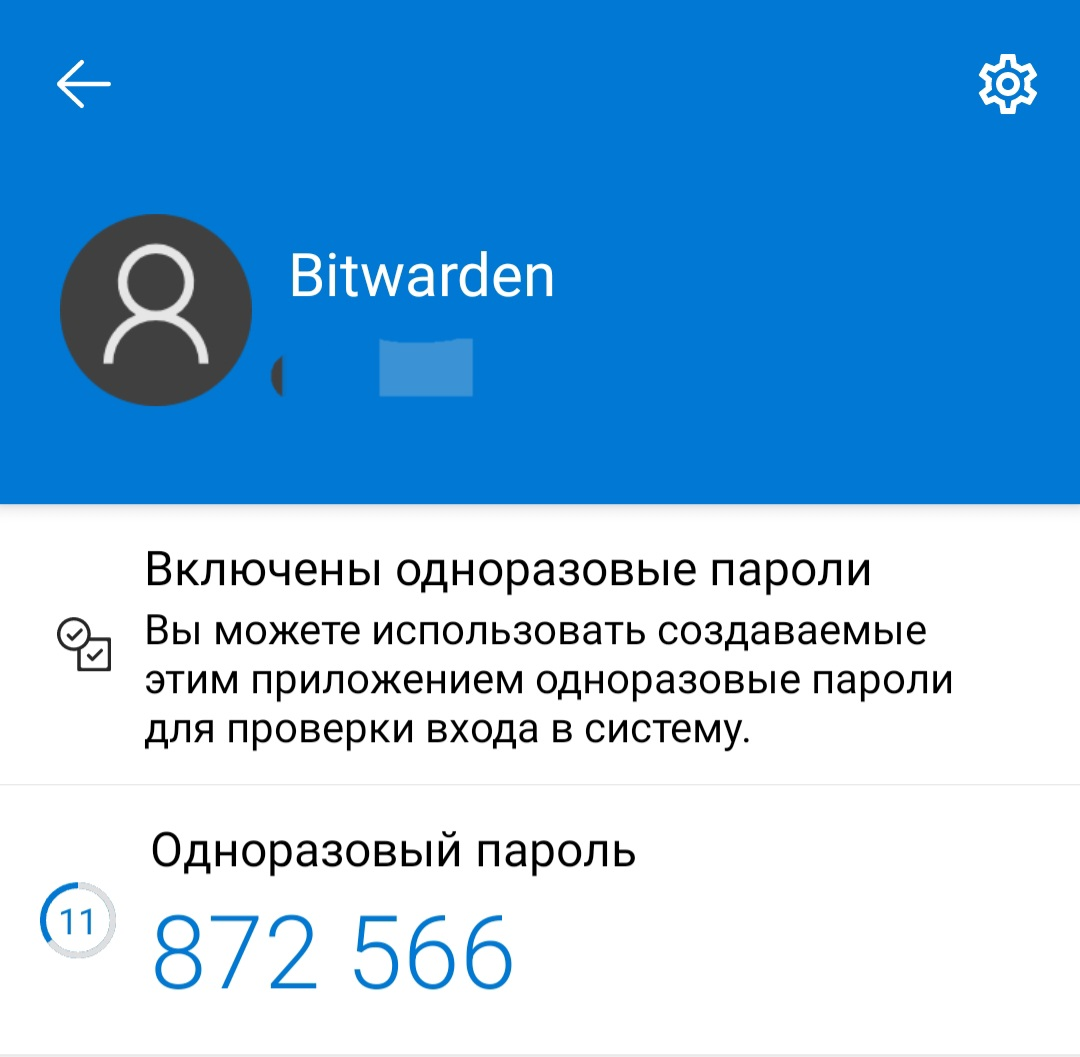 Bitwarden
Включены одноразовые пароли
Вы можете использовать создаваемые
этим приложением одноразовые пароли
для проверки входа в систему.
Одноразовый пароль
11
872 566